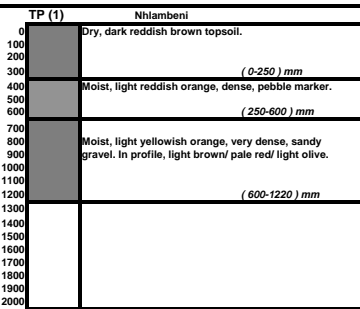 TP (1) Nhlambeni
0 Dry, dark reddish brown topsoil.
100
200
300 ( 0-250 ) mm
400 Moist, light reddish orange, dense, pebble marker.
500
600 ( 250-600 ) mm
700
800 Moist, light yellowish orange, very dense, sandy
900 gravel. In profile, light brown/ pale red/ light olive.
1000
1100
1200 ( 600-1220 ) mm
1300
1400
1500
1600
1700
1800
1900
2000